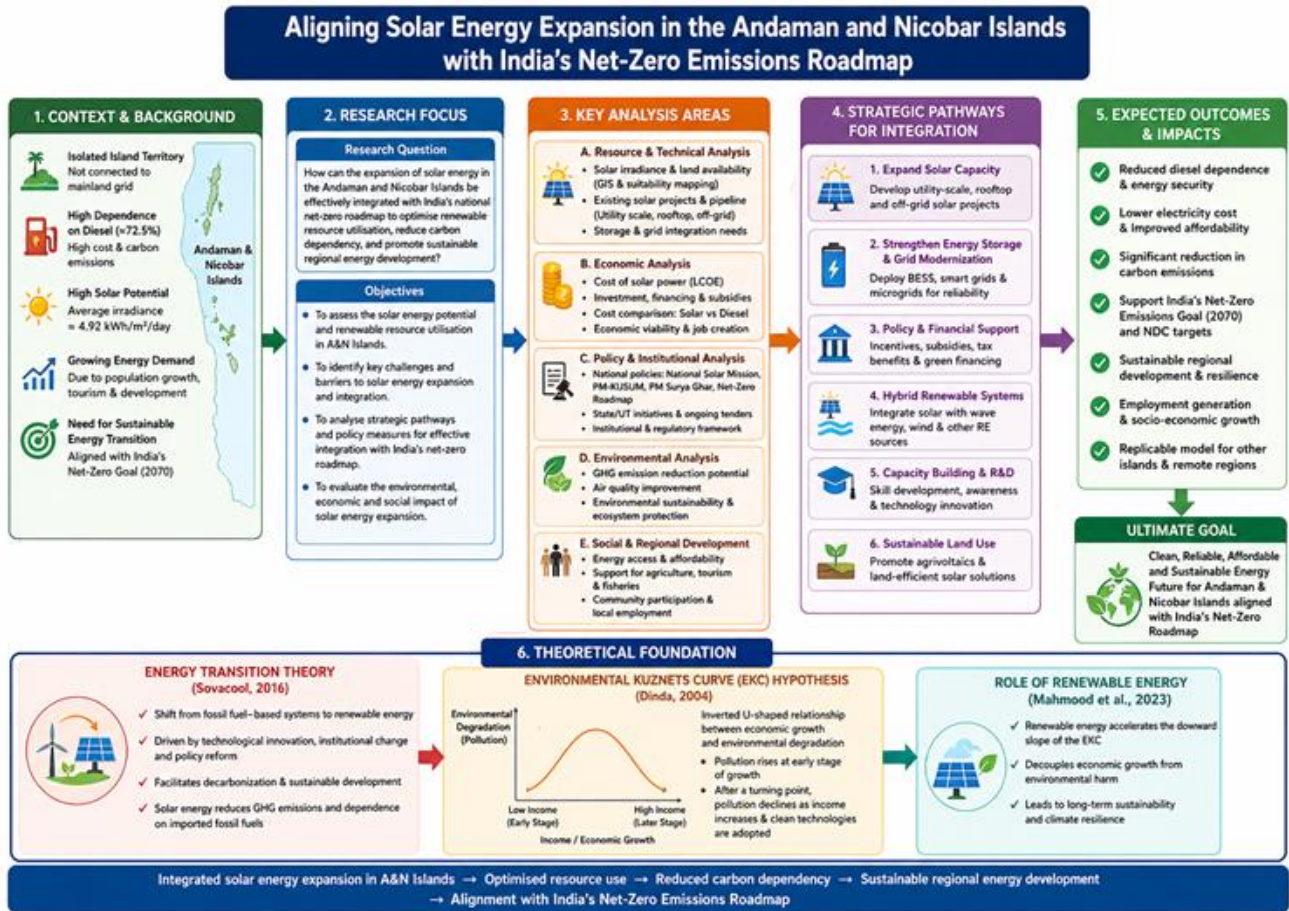 Aligning Solar Energy Expansion in the Andaman and Nicobar Islands
with India's Net-Zero Emissions Roadmap
1. CONTEXT & BACKGROUND
Isolated Island Territory
Not connected to
mainland grid
High Dependence
on Diesel (≈72.5%)
High cost & carbon
emissions
High Solar Potential
Average irradiance
≈ 4.92 kWh/m²/day
Growing Energy Demand
Due to population growth,
tourism & development
Need for Sustainable
Energy Transition
Aligned with India's
Net-Zero Goal (2070)
Andaman &
Nicobar
Islands
2. RESEARCH FOCUS
Research Question
How can the expansion of solar energy in
the Andaman and Nicobar Islands be
effectively integrated with India's national
net-zero roadmap to optimise renewable
resource utilisation, reduce carbon
dependency, and promote sustainable
regional energy development?
Objectives
• To assess the solar energy potential
and renewable resource utilisation
in A&N Islands.
• To identify key challenges and
barriers to solar energy expansion
and integration.
• To analyse strategic pathways
and policy measures for effective
integration with India's net-zero
roadmap.
• To evaluate the environmental,
economic and social impact of
solar energy expansion.
3. KEY ANALYSIS AREAS
A. Resource & Technical Analysis
• Solar irradiance & land availability
(GIS & suitability mapping)
• Existing solar projects & pipeline
(Utility scale, rooftop, off-grid)
• Storage & grid integration needs
B. Economic Analysis
• Cost of solar power (LCOE)
• Investment, financing & subsidies
• Cost comparison: Solar vs Diesel
• Economic viability & job creation
C. Policy & Institutional Analysis
• National policies: National Solar Mission,
PM-KUSUM, PM Surya Ghar, Net-Zero
Roadmap
• State/UT initiatives & ongoing tenders
• Institutional & regulatory framework
D. Environmental Analysis
• GHG emission reduction potential
• Air quality improvement
• Environmental sustainability &
ecosystem protection
E. Social & Regional Development
• Energy access & affordability
• Support for agriculture, tourism
& fisheries
• Community participation &
local employment
4. STRATEGIC PATHWAYS
FOR INTEGRATION
1. Expand Solar Capacity
Develop utility-scale, rooftop
and off-grid solar projects
2. Strengthen Energy Storage
& Grid Modernization
Deploy BESS, smart grids &
microgrids for reliability
3. Policy & Financial Support
Incentives, subsidies, tax
benefits & green financing
4. Hybrid Renewable Systems
Integrate solar with wave
energy, wind & other RE
sources
5. Capacity Building & R&D
Skill development, awareness
& technology innovation
6. Sustainable Land Use
Promote agrivoltaics &
land-efficient solar solutions
5. EXPECTED OUTCOMES
& IMPACTS
Reduced diesel dependence
& energy security
Lower electricity cost
& Improved affordability
Significant reduction in
carbon emissions
Support India's Net-Zero
Emissions Goal (2070)
and NDC targets
Sustainable regional
development & resilience
Employment generation
& socio-economic growth
Replicable model for other
islands & remote regions
ULTIMATE GOAL
Clean, Reliable, Affordable
and Sustainable Energy
Future for Andaman &
Nicobar Islands aligned
with India's Net-Zero
Roadmap
6. THEORETICAL FOUNDATION
ENERGY TRANSITION THEORY
(Sovacool, 2016)
✓ Shift from fossil fuel–based systems to renewable energy
✓ Driven by technological innovation, institutional change
and policy reform
✓ Facilitates decarbonization & sustainable development
✓ Solar energy reduces GHG emissions and dependence
on imported fossil fuels
ENVIRONMENTAL KUZNETS CURVE (EKC) HYPOTHESIS
(Dinda, 2004)
Environmental
Degradation
(Pollution)
Low Income
(Early Stage)
High Income
(Later Stage)
Income / Economic Growth
Inverted U-shaped relationship
between economic growth
and environmental degradation
• Pollution rises at early stage
of growth
• After a turning point,
pollution declines as income
increases & clean technologies
are adopted
ROLE OF RENEWABLE ENERGY
(Mahmood et al., 2023)
✓ Renewable energy accelerates the downward
slope of the EKC
✓ Decouples economic growth from
environmental harm
✓ Leads to long-term sustainability
and climate resilience
Integrated solar energy expansion in A&N Islands → Optimised resource use → Reduced carbon dependency → Sustainable regional energy development
→ Alignment with India's Net-Zero Emissions Roadmap